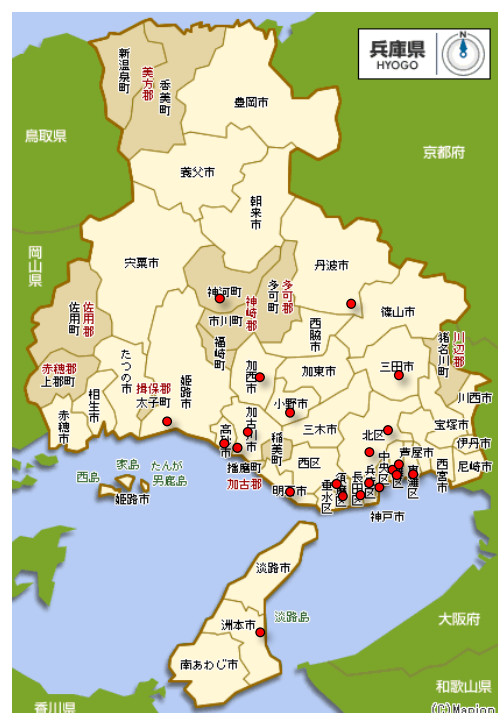 兵庫県
HYOGO
新温泉町
美方郡
香美町
豊岡市
鳥取県
京都府
養父市
朝来市
岡山県
宍粟市
丹波市
神河町
多可町
多可郡
佐用町
佐用郡
市川町
神崎郡
篠山市
福崎町
西脇市
猪名川町
川辺郡
赤穂郡
上郡町
たつの市
揖保郡
太子町
姫路市
加西市
加東市
三田市
川西市
相生市
赤穂市
小野市
宝塚市
高砂市
加古川市
稲美町
三木市
北区
伊丹市
播磨町
加古郡
西区
中央区
芦屋市
西宮市
尼崎市
家島
西島
たんが
男鹿島
姫路市
明石市
垂水区
須磨区
長田区
兵庫区
灘区
東灘区
神戸市
淡路市
淡路島
洲本市
南あわじ市
大阪府
和歌山県
香川県
(C)Mapion